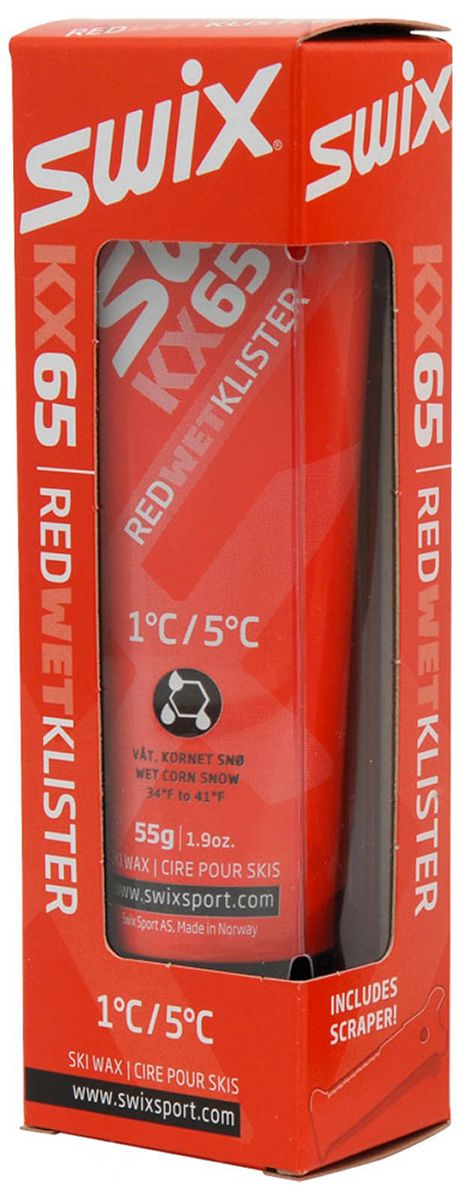 SWIX®
KX65 | REDWETKLISTER
KX65
REDWETKLISTER
1°C/5°C
VÅT, KORNET SNØ
WET CORN SNOW
34°F to 41°F
55g | 1.9oz.
KI WAX | CIRE POUR SKIS
www.swixsport.com
Swix Sport AS, Made in Norway
1°C/5°C
SKI WAX | CIRE POUR SKIS
www.swixsport.com
SWIX
KX65 | REDWETKLISTER
INCLUDES
SCRAPER!